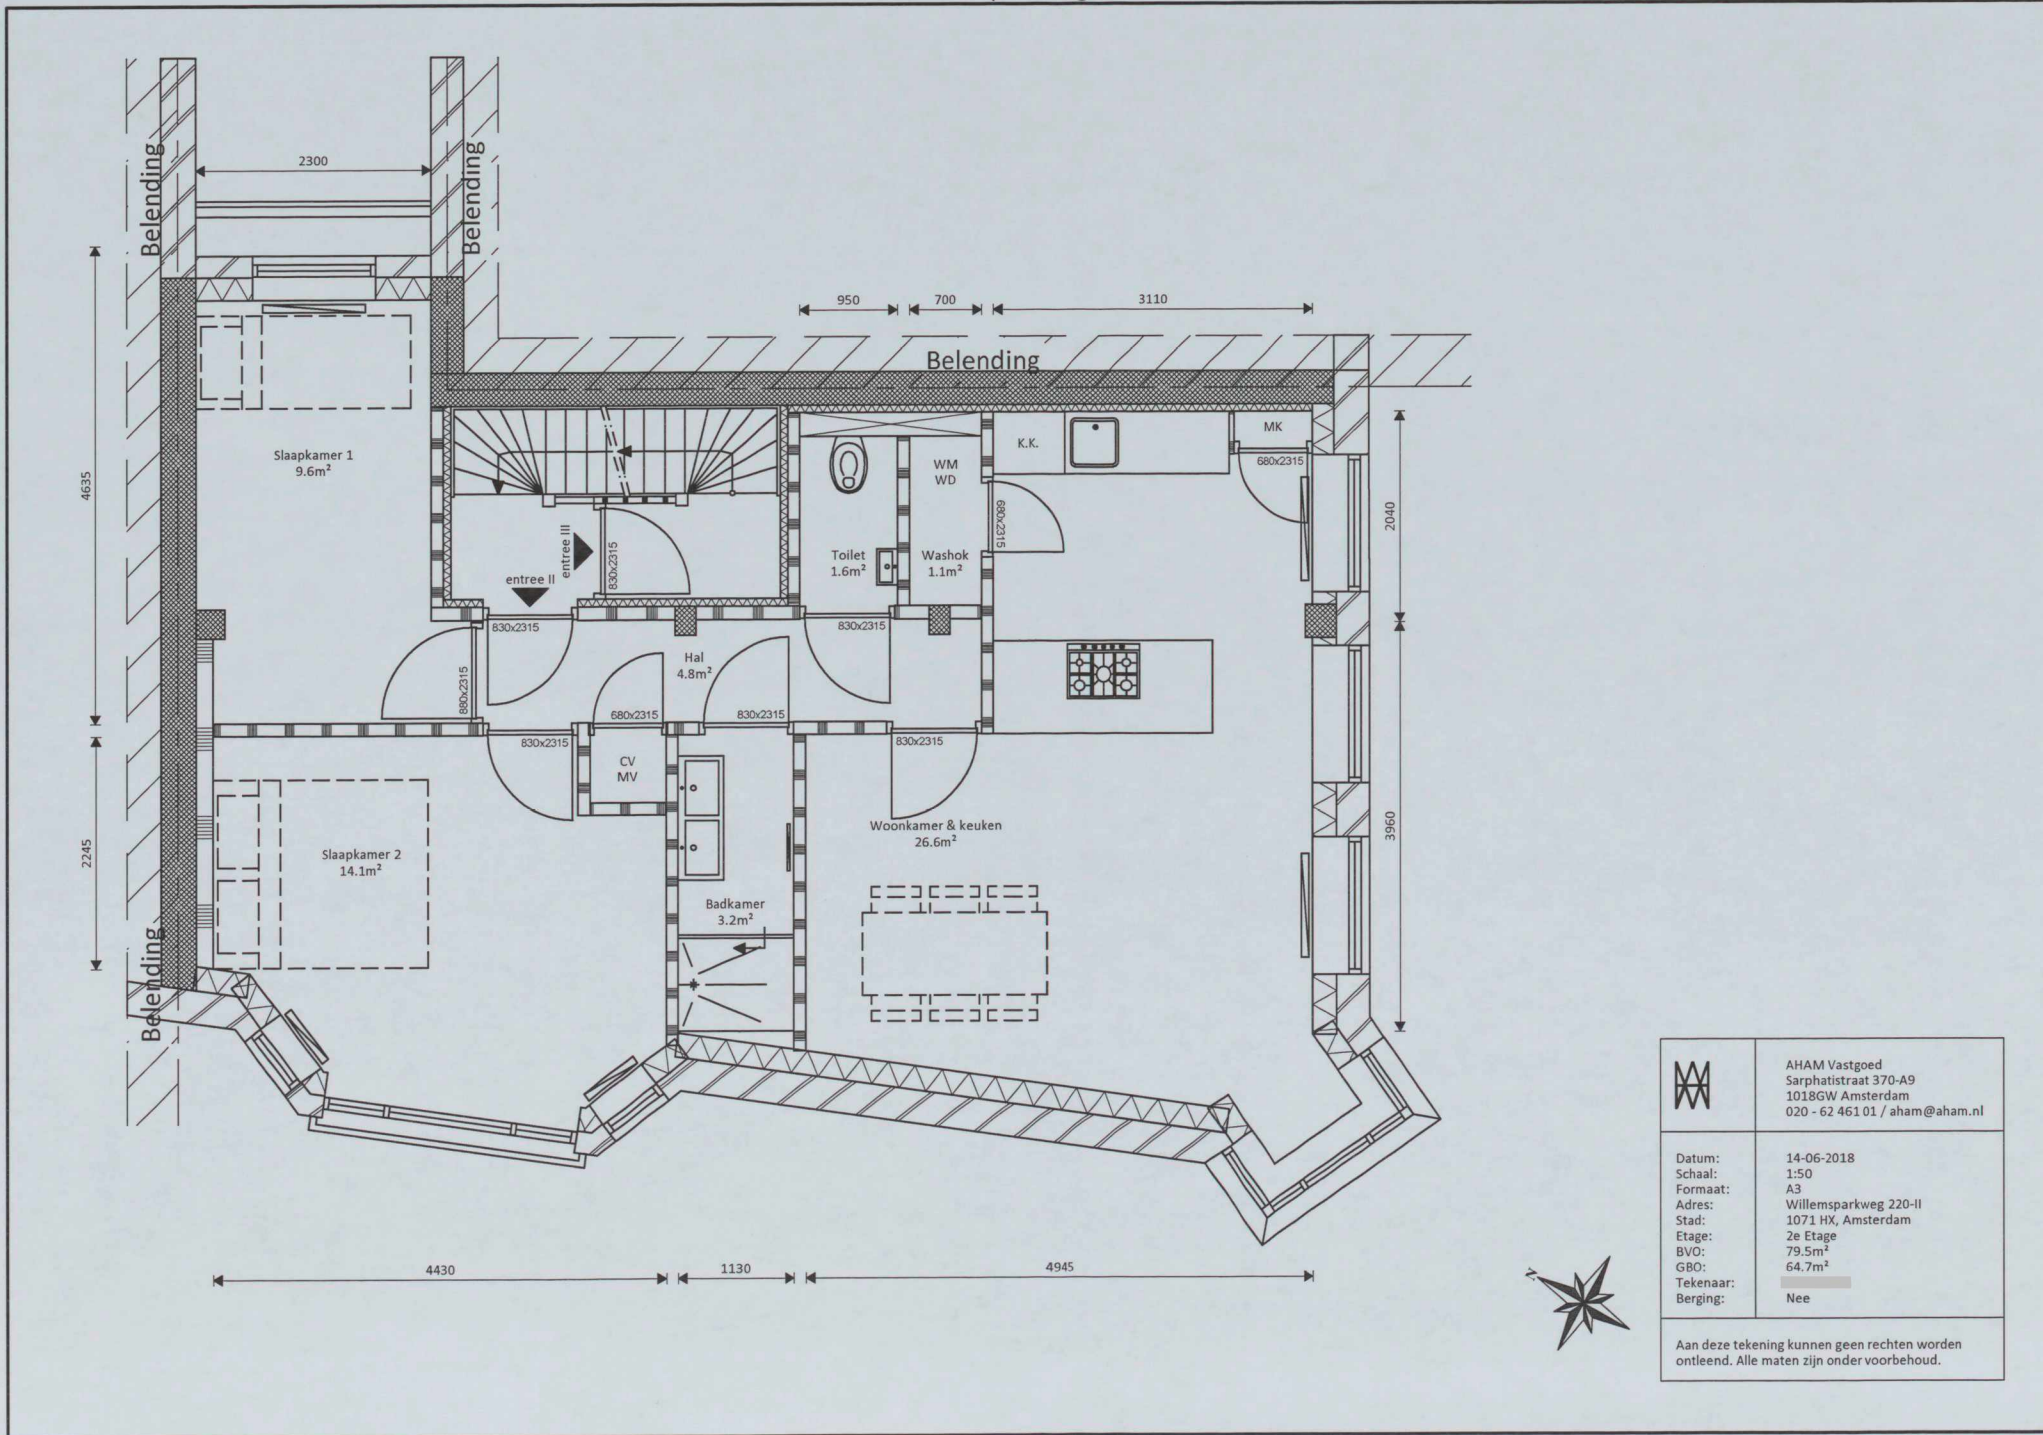 Belending
Belending
2300
950
700
3110
Belending
4635
Slaapkamer 1
9.6m²
K.K.
MK
680x2315
WM
WD
2040
680x2315
entree III
830x2315
Toilet
1.6m²
Washok
1.1m²
entree II
830x2315
830x2315
Hal
4.8m²
880x2315
680x2315
830x2315
830x2315
830x2315
CV
MV
2245
Slaapkamer 2
14.1m²
Woonkamer & keuken
26.6m²
3960
Badkamer
3.2m²
Belending
4430
1130
4945
N
AHAM Vastgoed
Sarphatistraat 370-A9
1018GW Amsterdam
020 - 62 461 01 / aham@aham.nl
Datum: 14-06-2018
Schaal: 1:50
Formaat: A3
Adres: Willemsparkweg 220-II
Stad: 1071 HX, Amsterdam
Etage: 2e Etage
BVO: 79.5m²
GBO: 64.7m²
Tekenaar:
Berging: Nee
Aan deze tekening kunnen geen rechten worden
ontleend. Alle maten zijn onder voorbehoud.